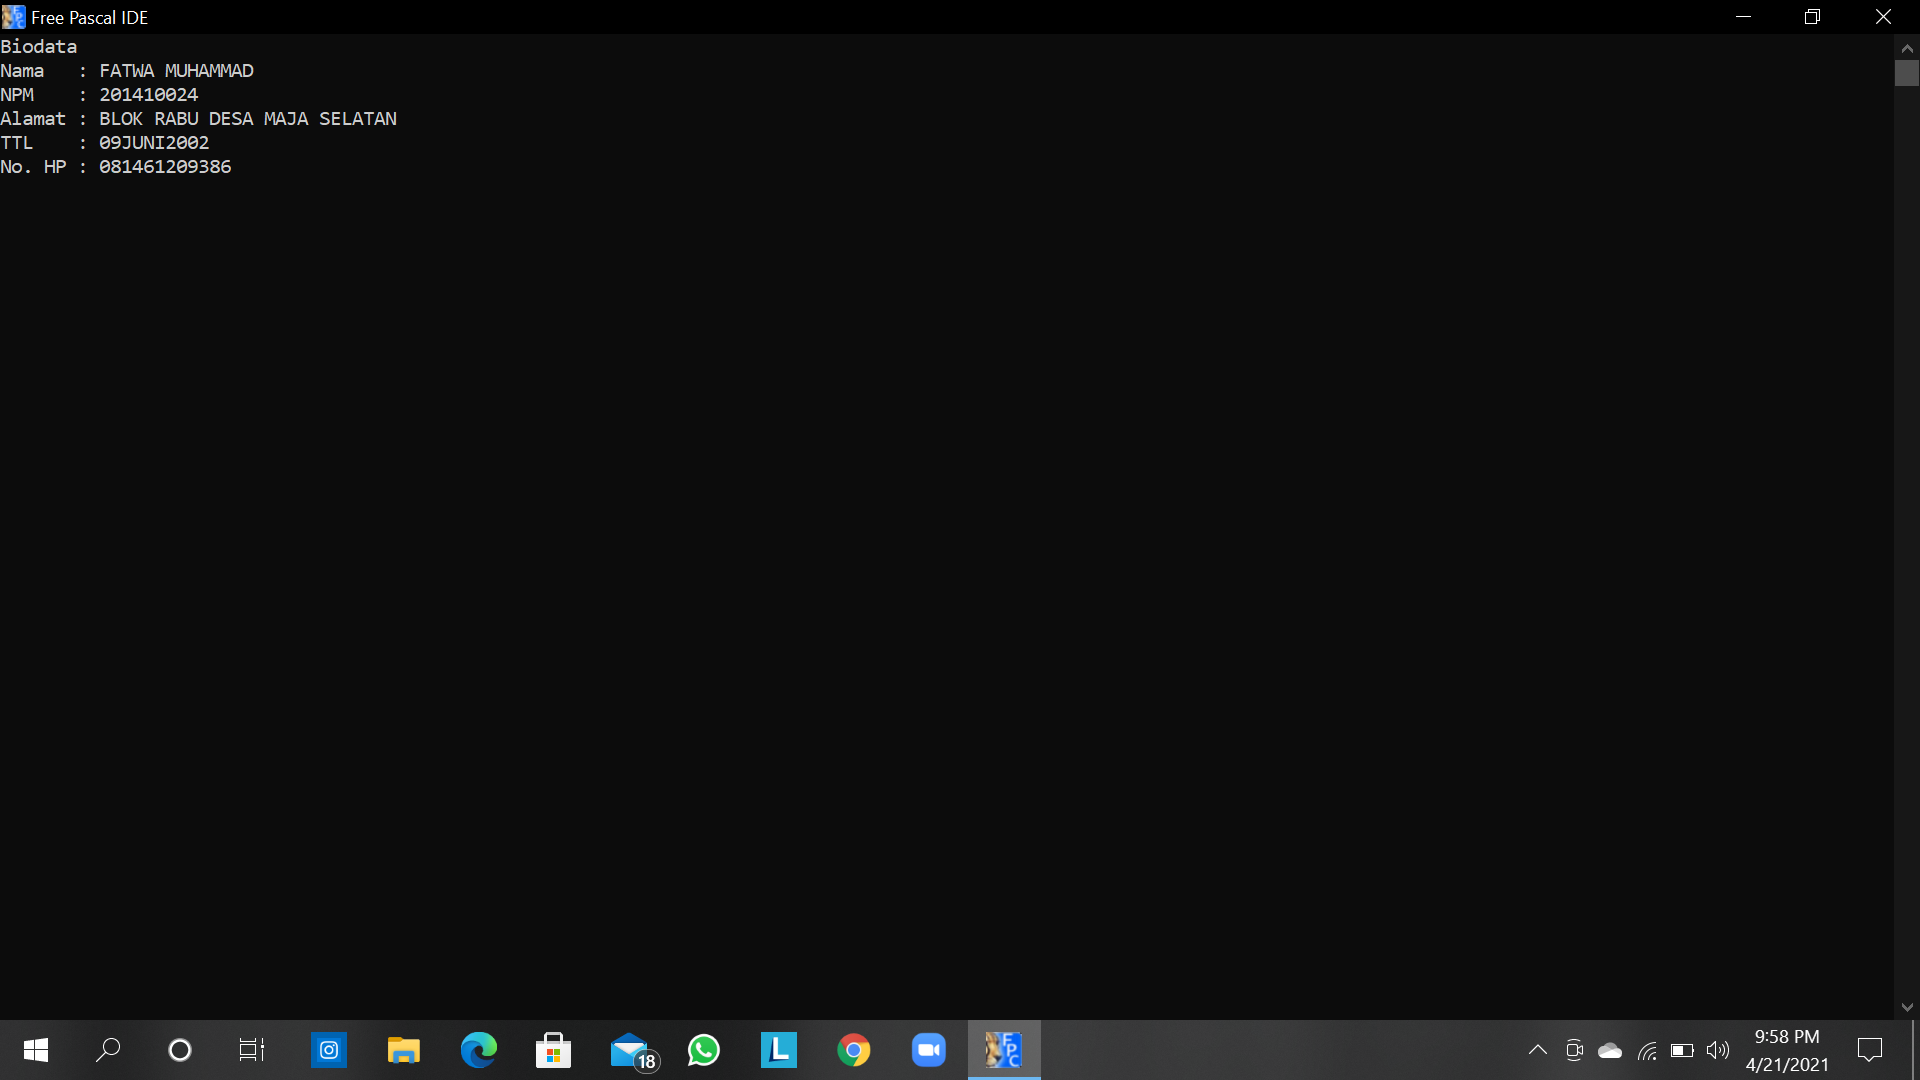 Free Pascal IDE
Biodata
Nama   : FATWA MUHAMMAD
NPM    : 201410024
Alamat : BLOK RABU DESA MAJA SELATAN
TTL    : 09JUNI2002
No. HP : 081461209386
L
18
FPC
9:58 PM
4/21/2021